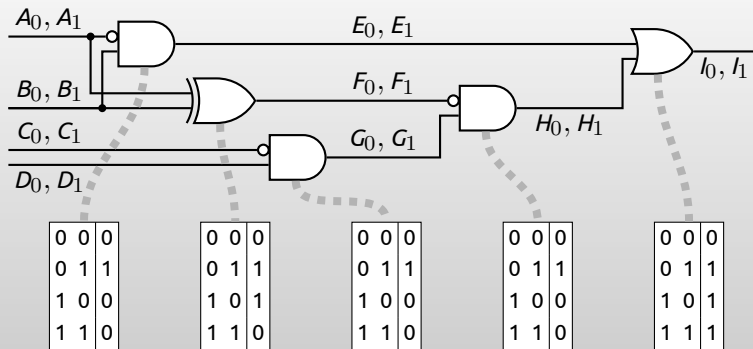 A₀, A₁
E₀, E₁
I₀, I₁
B₀, B₁
F₀, F₁
H₀, H₁
C₀, C₁
G₀, G₁
D₀, D₁
0 0 0 0 0 0 0 0 0 0 0 0 0 0 0
0 1 1 0 1 1 0 1 1 0 1 1 0 1 1
1 0 0 1 0 1 1 0 0 1 0 0 1 0 1
1 1 0 1 1 0 1 1 0 1 1 0 1 1 1